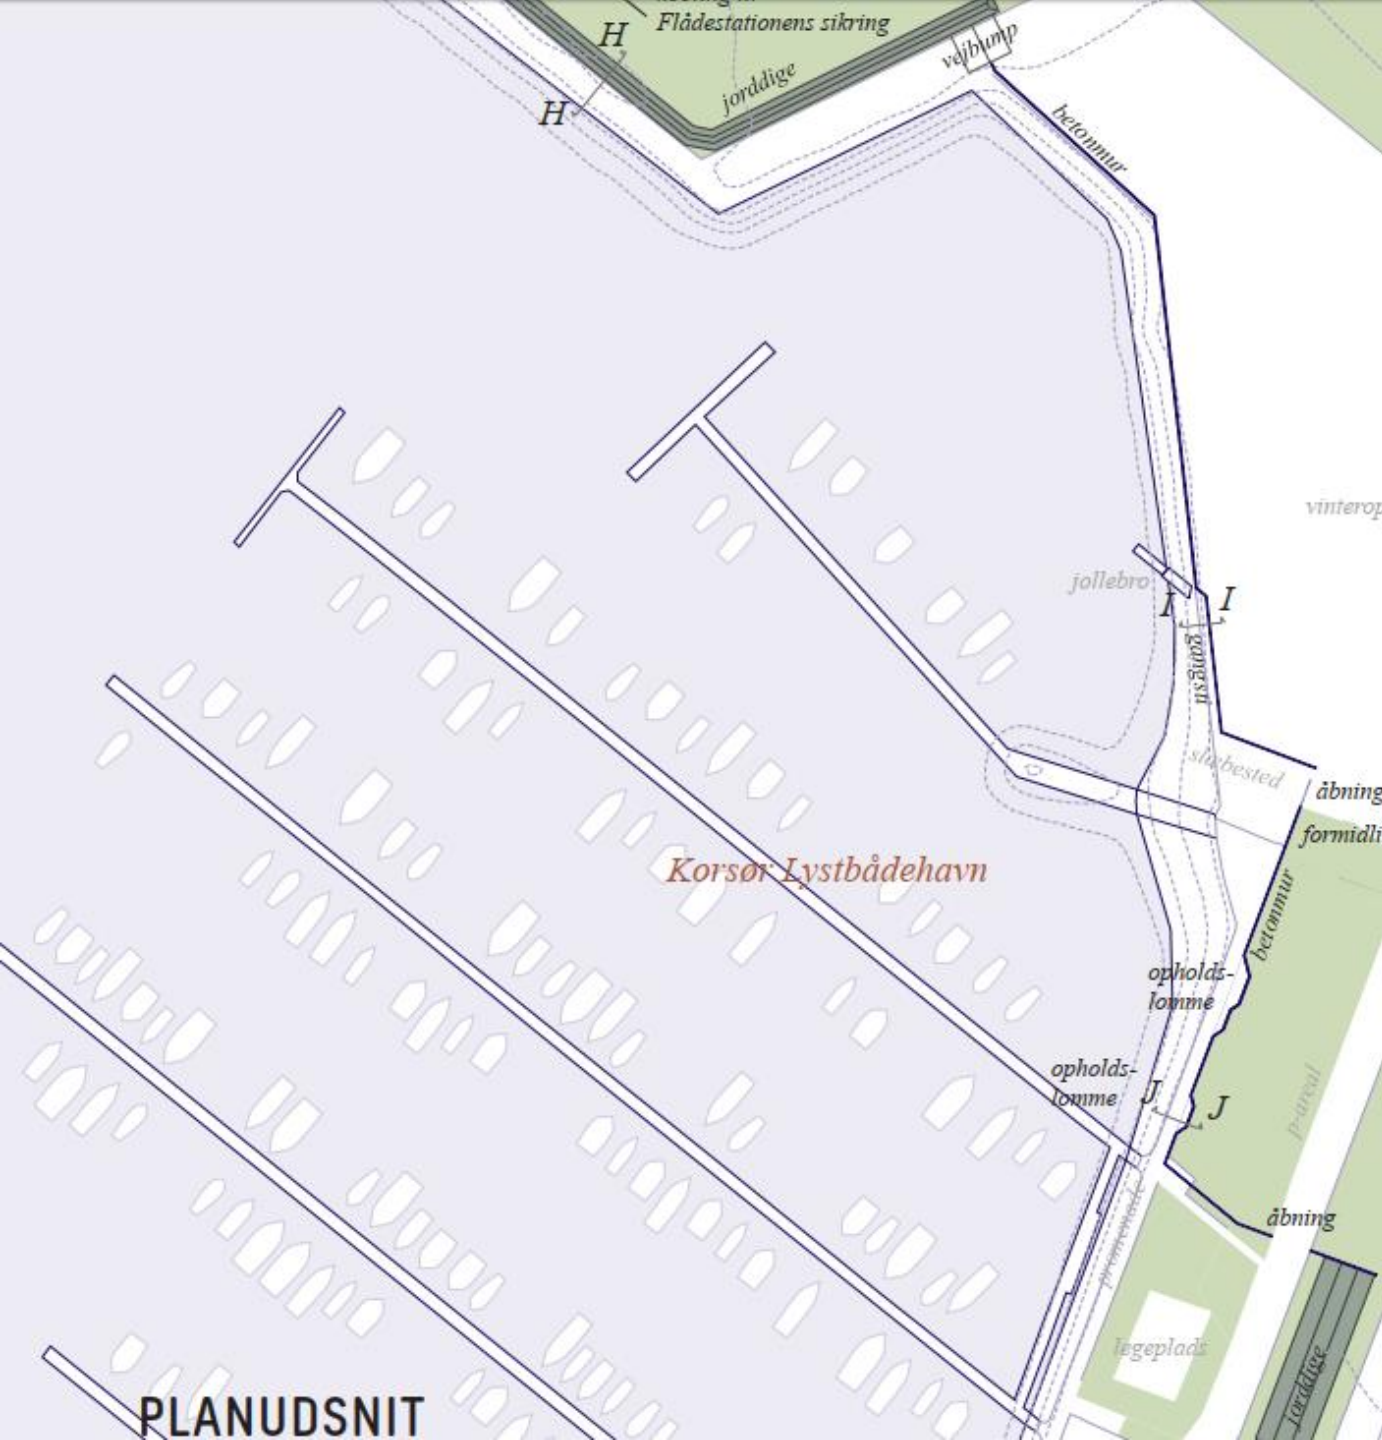 Flådestationens sikring
H
vejbump
jorddige
H
betonmur
vinterop
jollebro
I
I
gangsti
slæbested
åbning
formidli
Korsør Lystbådehavn
betonmur
opholds-
lomme
opholds-
lomme
J
J
p-areal
promenade
åbning
legeplads
jorddige
PLANUDSNIT